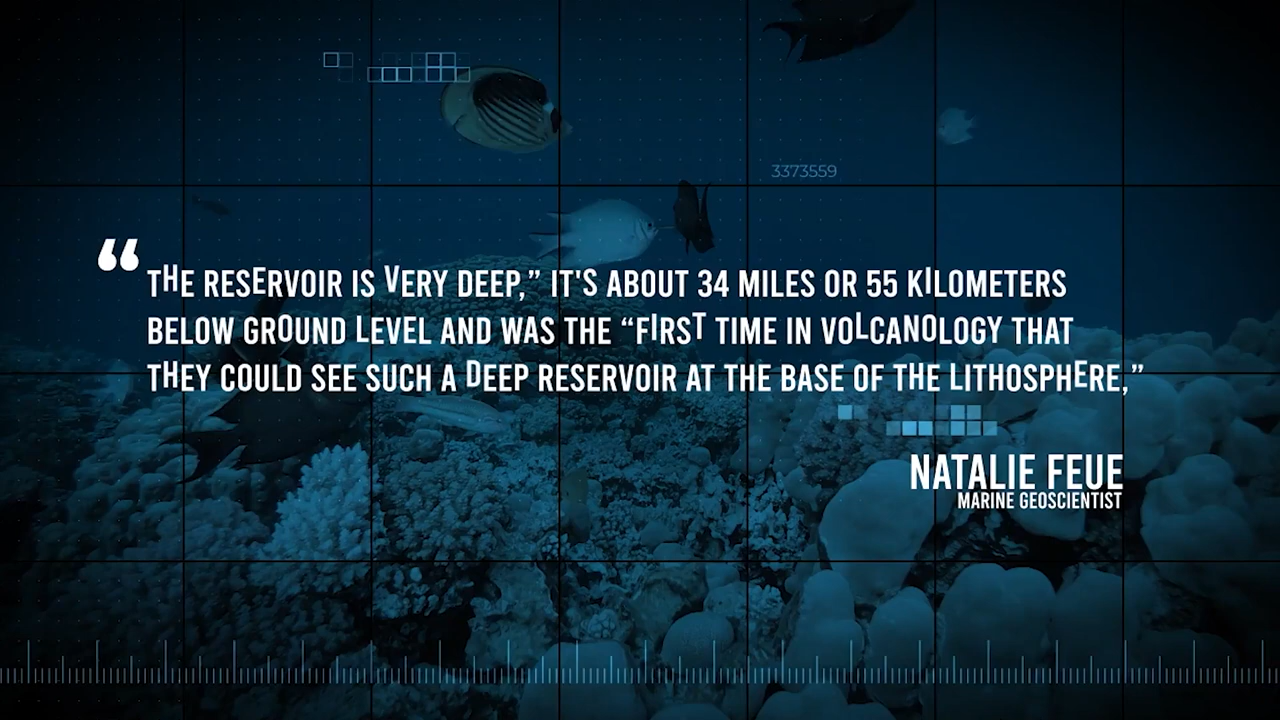 3373559
“THE RESERVOIR IS VERY DEEP,” IT'S ABOUT 34 MILES OR 55 KILOMETERS
BELOW GROUND LEVEL AND WAS THE “FIRST TIME IN VOLCANOLOGY THAT
THEY COULD SEE SUCH A DEEP RESERVOIR AT THE BASE OF THE LITHOSPHERE,”
NATALIE FEUE
MARINE GEOSCIENTIST